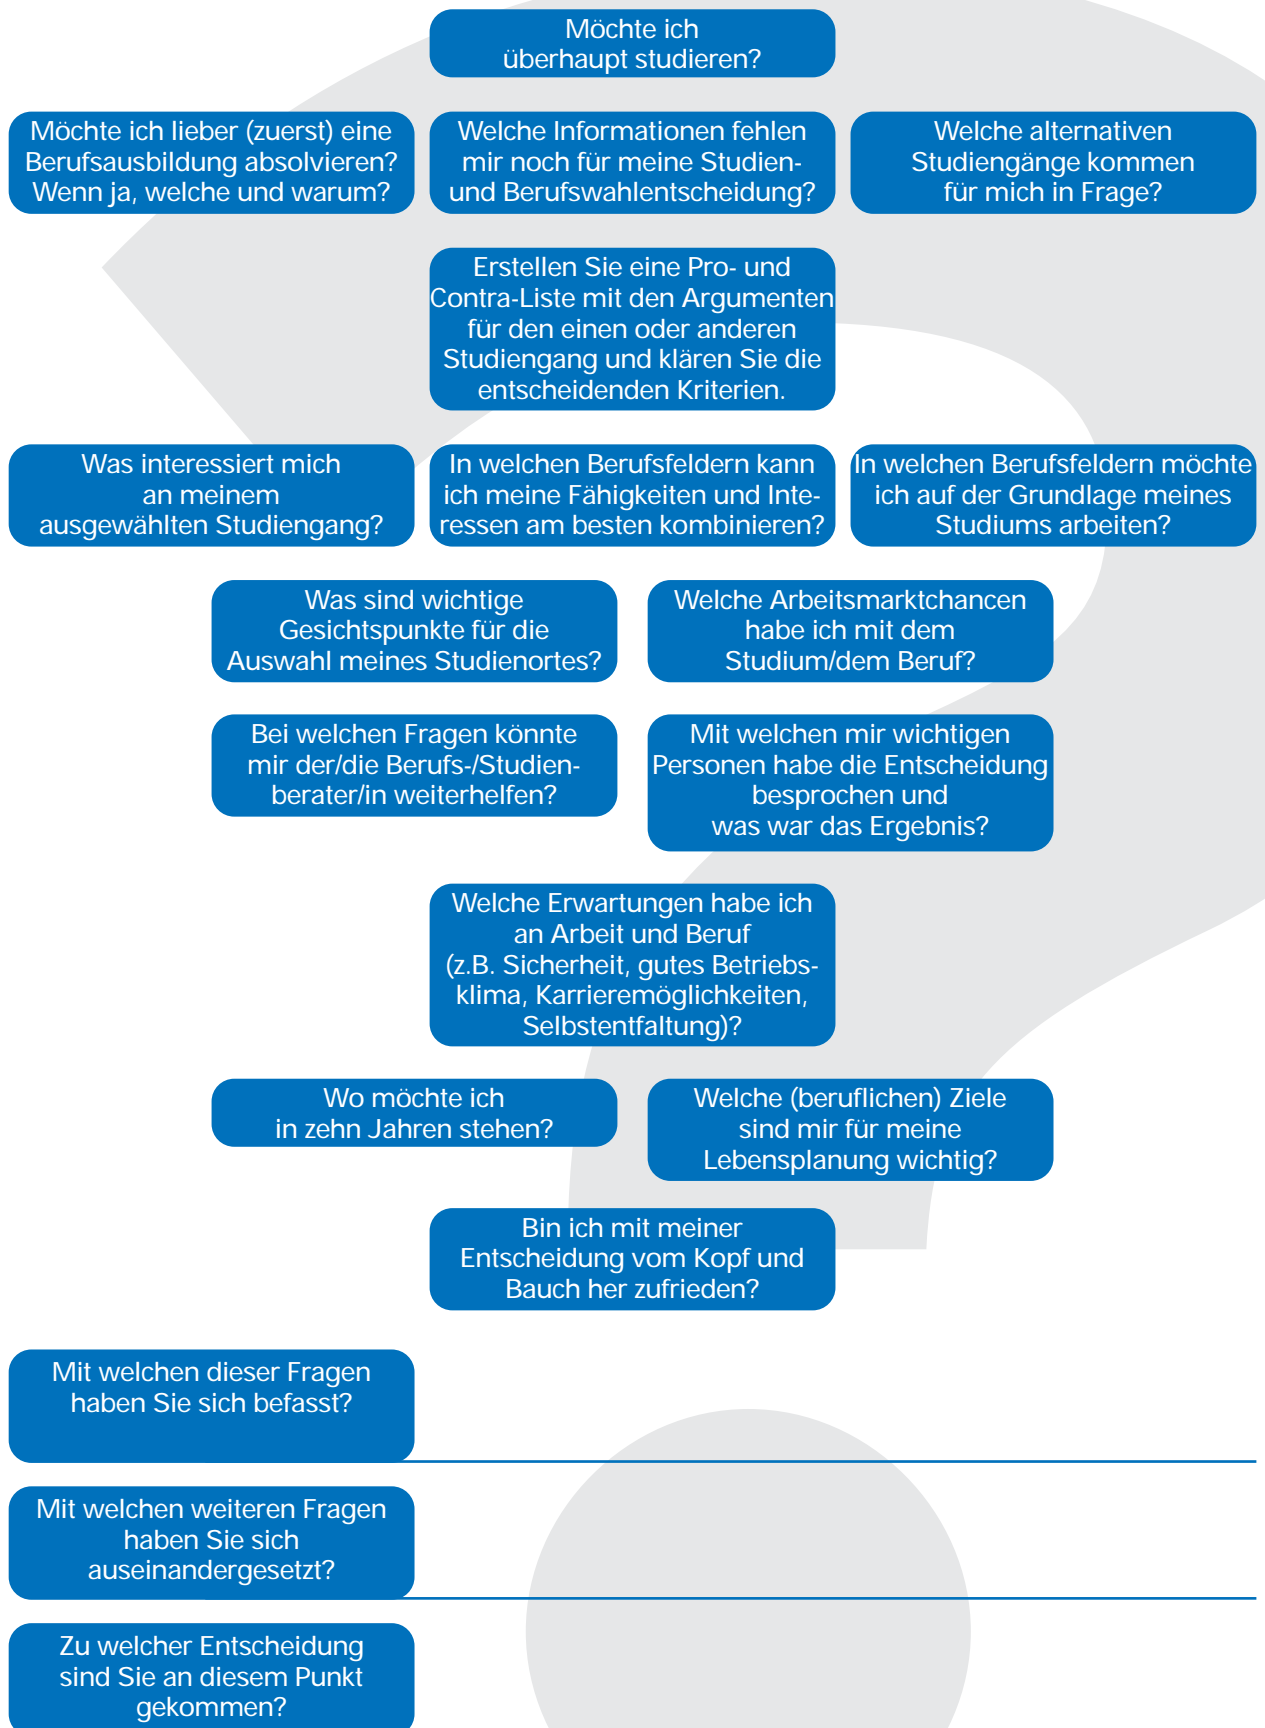 Möchte ich
überhaupt studieren?
Möchte ich lieber (zuerst) eine
Berufsausbildung absolvieren?
Wenn ja, welche und warum?
Welche Informationen fehlen
mir noch für meine Studien-
und Berufswahlentscheidung?
Welche alternativen
Studiengänge kommen
für mich in Frage?
Erstellen Sie eine Pro- und
Contra-Liste mit den Argumenten
für den einen oder anderen
Studiengang und klären Sie die
entscheidenden Kriterien.
Was interessiert mich
an meinem
ausgewählten Studiengang?
In welchen Berufsfeldern kann
ich meine Fähigkeiten und Inte-
ressen am besten kombinieren?
In welchen Berufsfeldern möchte
ich auf der Grundlage meines
Studiums arbeiten?
Was sind wichtige
Gesichtspunkte für die
Auswahl meines Studienortes?
Welche Arbeitsmarktchancen
habe ich mit dem
Studium/dem Beruf?
Bei welchen Fragen könnte
mir der/die Berufs-/Studien-
berater/in weiterhelfen?
Mit welchen mir wichtigen
Personen habe die Entscheidung
besprochen und
was war das Ergebnis?
Welche Erwartungen habe ich
an Arbeit und Beruf
(z.B. Sicherheit, gutes Betriebs-
klima, Karrieremöglichkeiten,
Selbstentfaltung)?
Wo möchte ich
in zehn Jahren stehen?
Welche (beruflichen) Ziele
sind mir für meine
Lebensplanung wichtig?
Bin ich mit meiner
Entscheidung vom Kopf und
Bauch her zufrieden?
Mit welchen dieser Fragen
haben Sie sich befasst?
Mit welchen weiteren Fragen
haben Sie sich
auseinandergesetzt?
Zu welcher Entscheidung
sind Sie an diesem Punkt
gekommen?